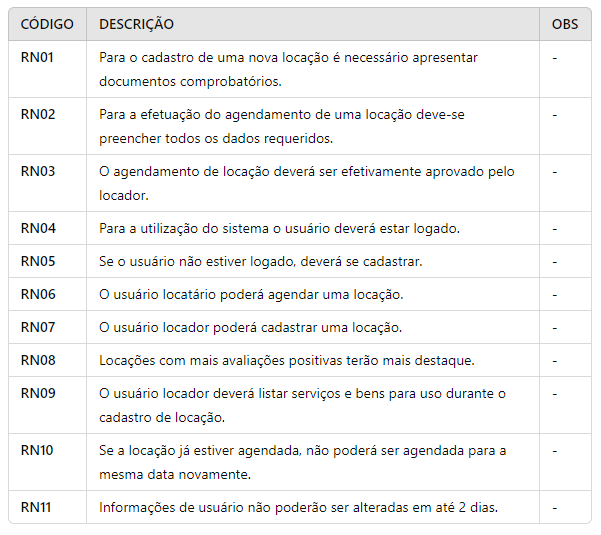 CÓDIGO DESCRIÇÃO OBS
RN01 Para o cadastro de uma nova locação é necessário apresentar -
documentos comprobatórios.
RN02 Para a efetuação do agendamento de uma locação deve-se -
preencher todos os dados requeridos.
RN03 O agendamento de locação deverá ser efetivamente aprovado pelo -
locador.
RN04 Para a utilização do sistema o usuário deverá estar logado. -
RN05 Se o usuário não estiver logado, deverá se cadastrar. -
RN06 O usuário locatário poderá agendar uma locação. -
RN07 O usuário locador poderá cadastrar uma locação. -
RN08 Locações com mais avaliações positivas terão mais destaque. -
RN09 O usuário locador deverá listar serviços e bens para uso durante o -
cadastro de locação.
RN10 Se a locação já estiver agendada, não poderá ser agendada para a -
mesma data novamente.
RN11 Informações de usuário não poderão ser alteradas em até 2 dias. -